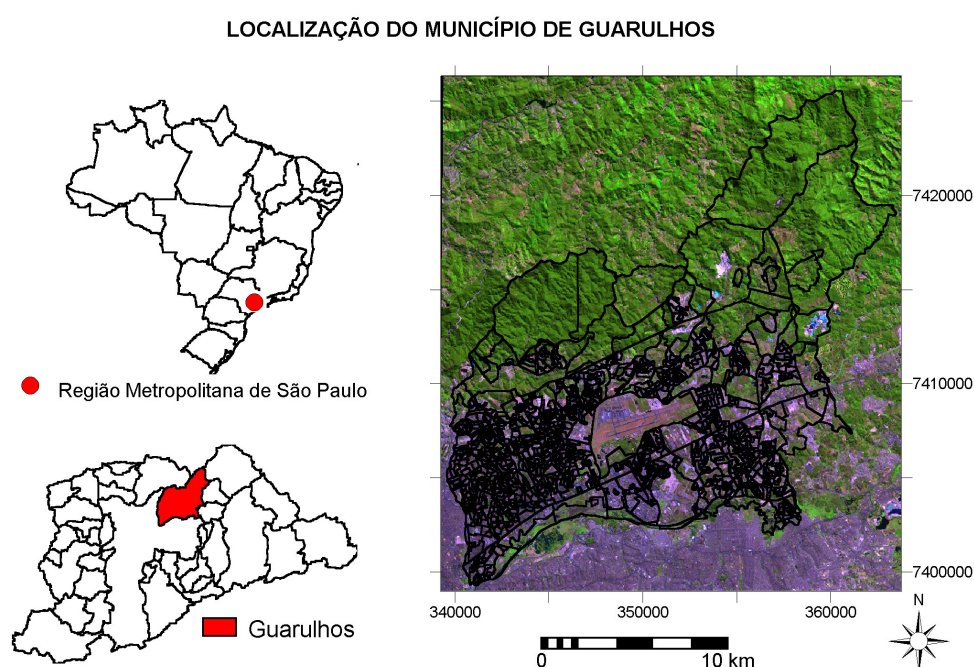 LOCALIZAÇÃO DO MUNICÍPIO DE GUARULHOS
Região Metropolitana de São Paulo
Guarulhos
7420000
7410000
7400000
340000
350000
360000
N
0
10 km